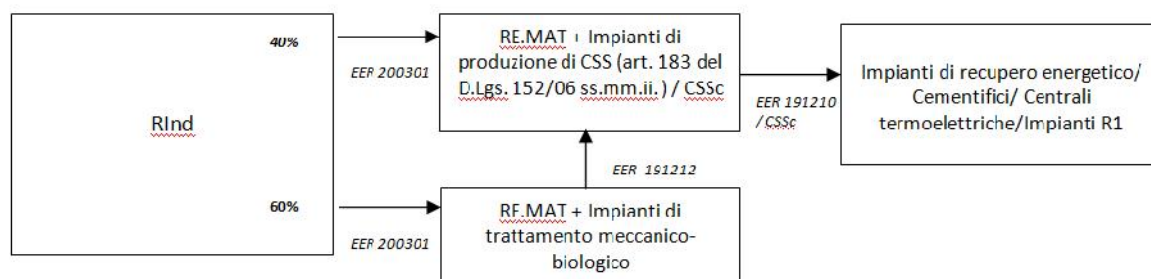 40%
RInd
60%
EER 200301
EER 200301
RE.MAT + Impianti di
produzione di CSS (art. 183 del
D.Lgs. 152/06 ss.mm.ii.) / CSSc
EER 191212
RE.MAT + Impianti di
trattamento meccanico-
biologico
EER 191210
/ CSSc
Impianti di recupero energetico/
Cementifici/ Centrali
termoelettriche/Impianti R1